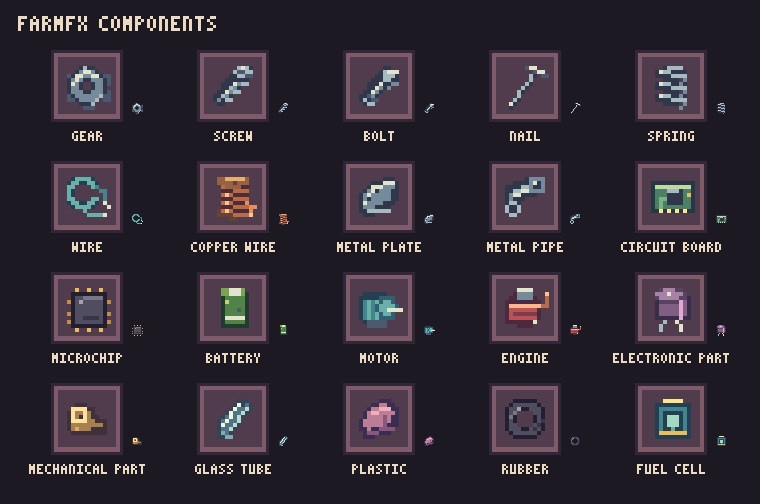 FARMFX COMPONENTS
GEAR SCREW BOLT NAIL SPRING
WIRE COPPER WIRE METAL PLATE METAL PIPE CIRCUIT BOARD
MICROCHIP BATTERY MOTOR ENGINE ELECTRONIC PART
MECHANICAL PART GLASS TUBE PLASTIC RUBBER FUEL CELL